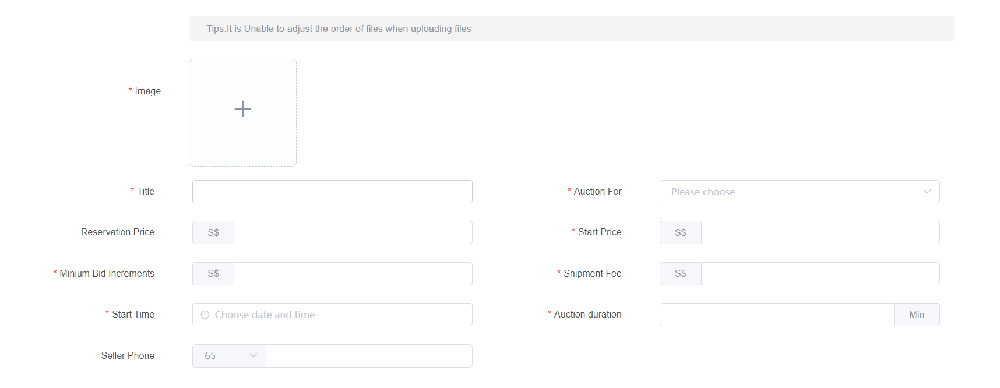 Tips:It is Unable to adjust the order of files when uploading files
* Image
* Title
* Auction For Please choose
Reservation Price S$
* Start Price S$
* Minium Bid Increments S$
* Shipment Fee S$
* Start Time Choose date and time
* Auction duration Min
Seller Phone 65